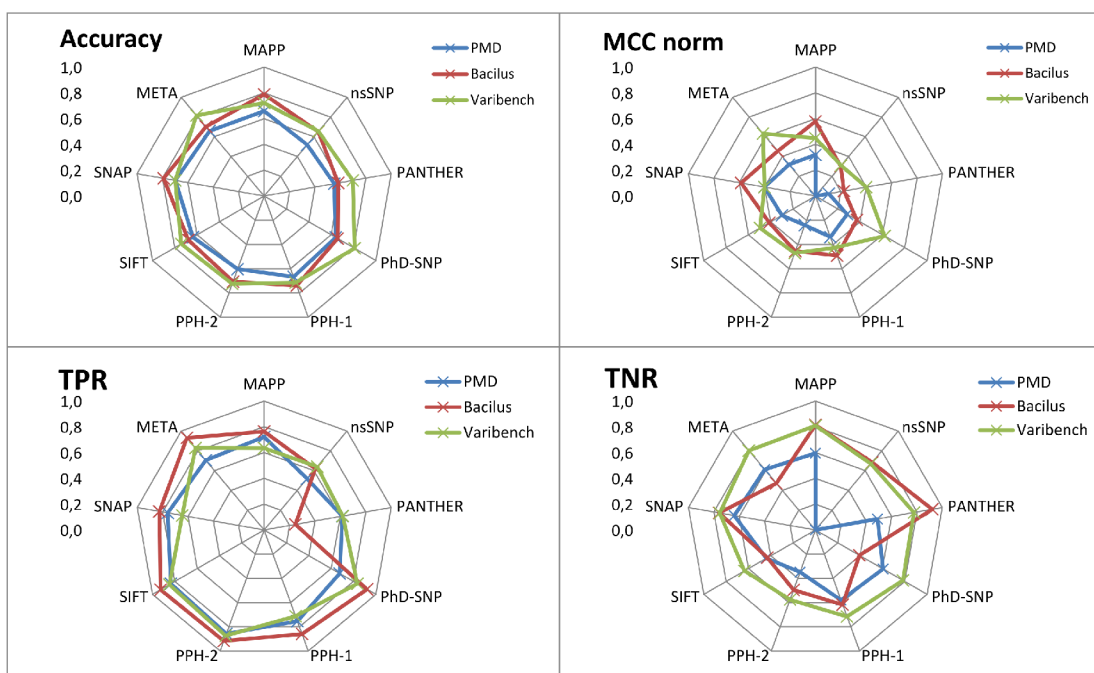 Accuracy
MAPP
nsSNP
PANTHER
PhD-SNP
PPH-1
PPH-2
SIFT
SNAP
META
1,0
0,8
0,6
0,4
0,2
0,0
PMD
Bacilus
Varibench
MCC norm
MAPP
nsSNP
PANTHER
PhD-SNP
PPH-1
PPH-2
SIFT
SNAP
META
1,0
0,8
0,6
0,4
0,2
0,0
PMD
Bacilus
Varibench
TPR
MAPP
nsSNP
PANTHER
PhD-SNP
PPH-1
PPH-2
SIFT
SNAP
META
1,0
0,8
0,6
0,4
0,2
0,0
PMD
Bacilus
Varibench
TNR
MAPP
nsSNP
PANTHER
PhD-SNP
PPH-1
PPH-2
SIFT
SNAP
META
1,0
0,8
0,6
0,4
0,2
0,0
PMD
Bacilus
Varibench